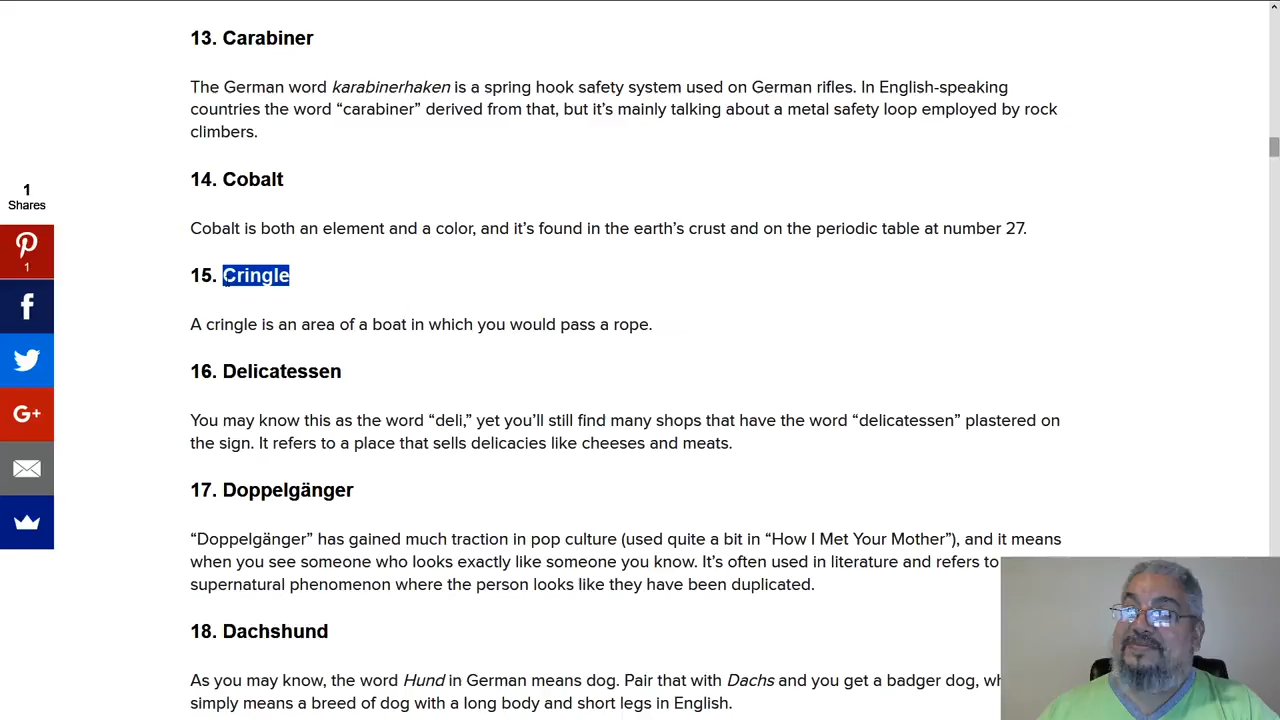 13. Carabiner
The German word karabinerhaken is a spring hook safety system used on German rifles. In English-speaking
countries the word “carabiner” derived from that, but it’s mainly talking about a metal safety loop employed by rock
climbers.
14. Cobalt
1
Shares
Cobalt is both an element and a color, and it’s found in the earth’s crust and on the periodic table at number 27.
1
15. Cringle
A cringle is an area of a boat in which you would pass a rope.
16. Delicatessen
G+
You may know this as the word “deli,” yet you’ll still find many shops that have the word “delicatessen” plastered on
the sign. It refers to a place that sells delicacies like cheeses and meats.
17. Doppelgänger
“Doppelgänger” has gained much traction in pop culture (used quite a bit in “How I Met Your Mother”), and it means
when you see someone who looks exactly like someone you know. It’s often used in literature and refers to
supernatural phenomenon where the person looks like they have been duplicated.
18. Dachshund
As you may know, the word Hund in German means dog. Pair that with Dachs and you get a badger dog,
simply means a breed of dog with a long body and short legs in English.